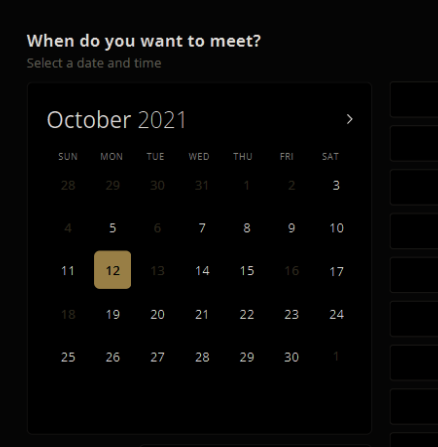 When do you want to meet?
Select a date and time
October 2021
SUN MON TUE WED THU FRI SAT
28 29 30 31 1 2 3
4 5 6 7 8 9 10
11 12 13 14 15 16 17
18 19 20 21 22 23 24
25 26 27 28 29 30 1